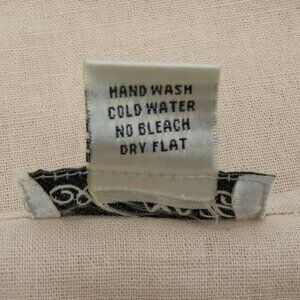 HAND WASH
COLD WATER
NO BLEACH
DRY FLAT